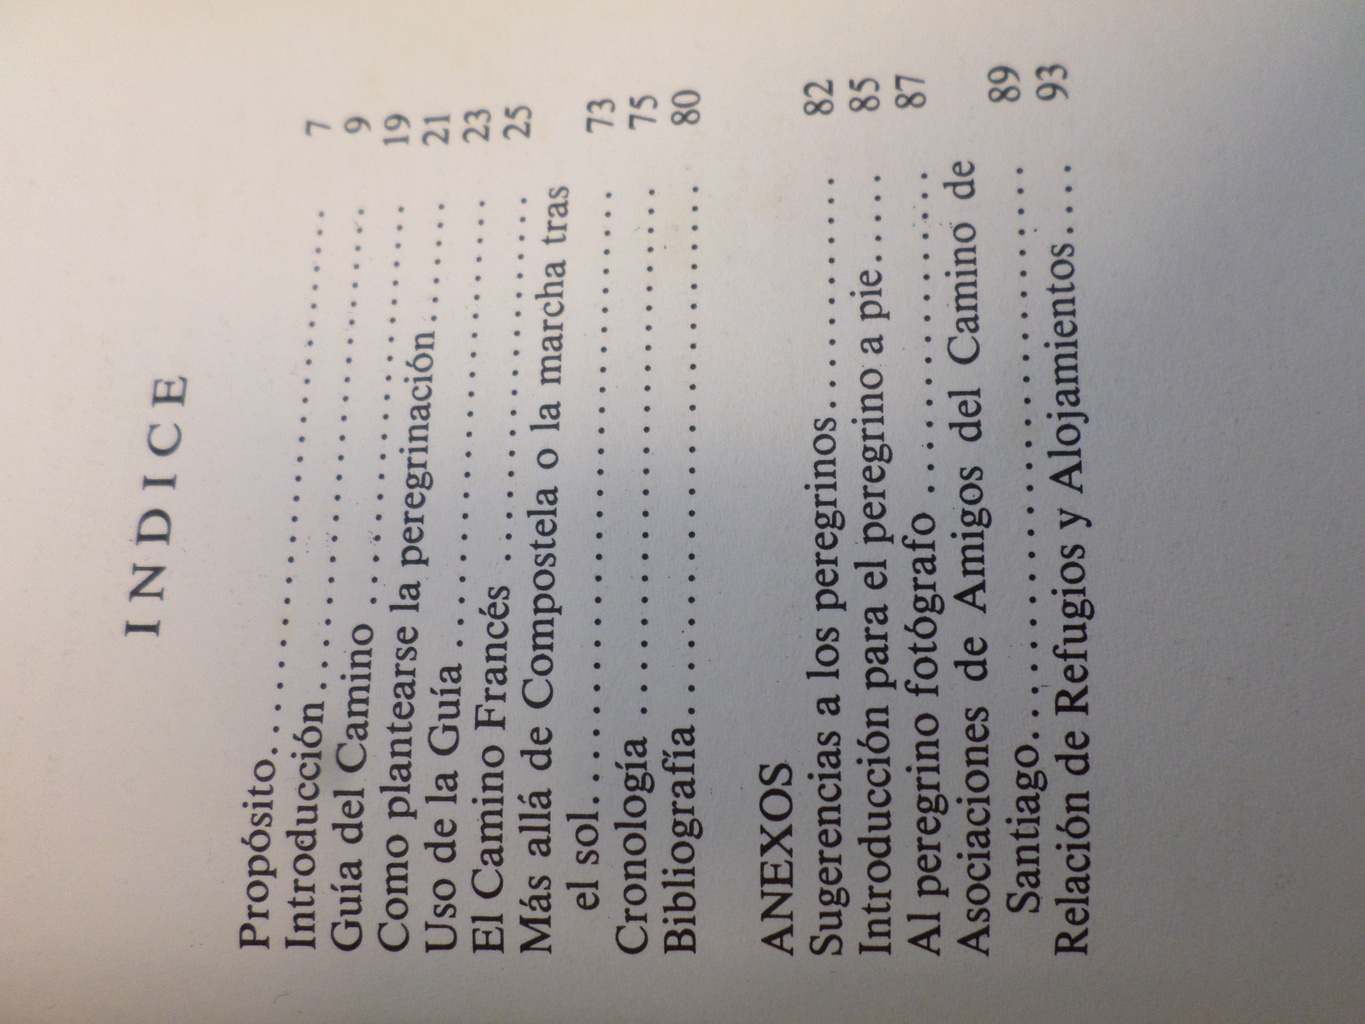 INDICE
Propósito.................... 7
Introducción.................... 9
Guía del Camino .................... 19
Como plantearse la peregrinación....... 21
Uso de la Guía .................... 23
El Camino Francés .................... 25
Más allá de Compostela o la marcha tras
el sol.................... 73
Cronología .................... 75
Bibliografía.................... 80
ANEXOS
Sugerencias a los peregrinos............ 82
Introducción para el peregrino a pie..... 85
Al peregrino fotógrafo .................... 87
Asociaciones de Amigos del Camino de
Santiago.................... 89
Relación de Refugios y Alojamientos.... 93